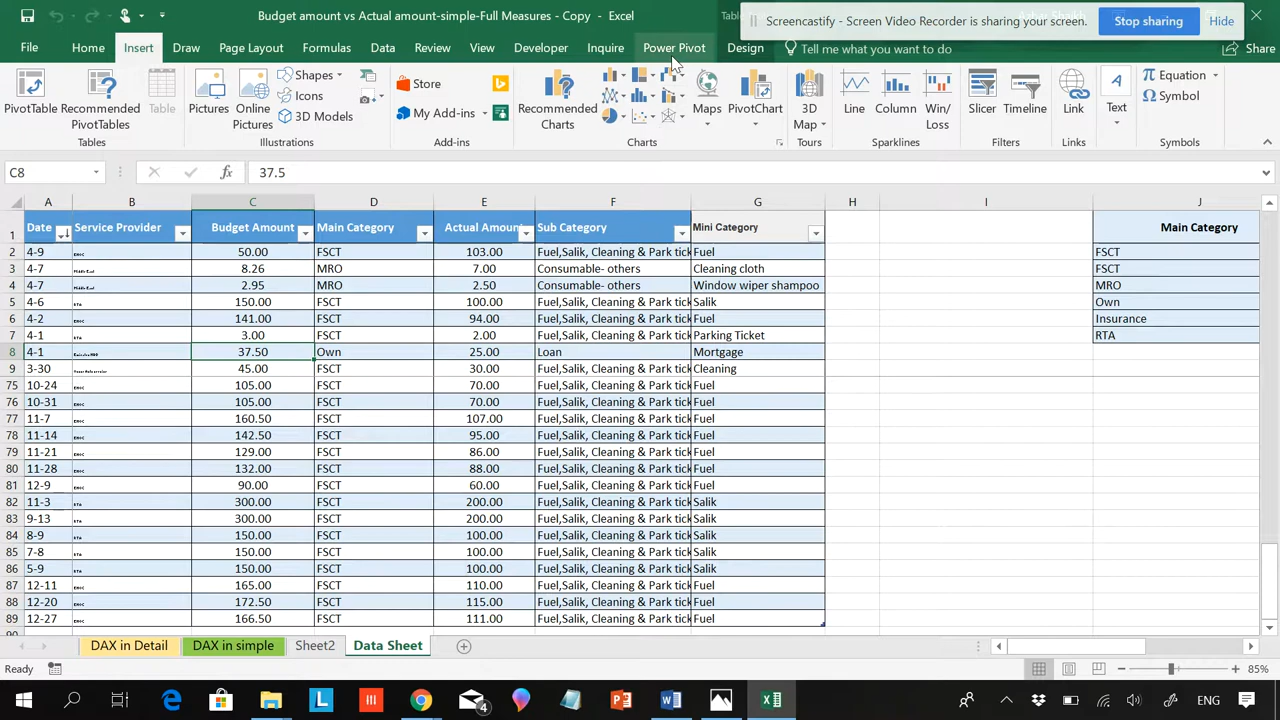 Budget amount vs Actual amount-simple-Full Measures - Copy - Excel
Screencastify - Screen Video Recorder is sharing your screen. Stop sharing Hide
File Home Insert Draw Page Layout Formulas Data Review View Developer Inquire Power Pivot Design Tell me what you want to do Share
PivotTable Recommended PivotTables Table
Pictures Online Pictures Shapes Icons 3D Models
Store My Add-ins
Recommended Charts Maps PivotChart
3D Map Line Column Win/Loss Slicer Timeline Link Text Equation Symbol
Tables Illustrations Add-ins Charts Tours Sparklines Filters Links Symbols
C8 fx 37.5
A B C D E F G H I J
1 Date Service Provider Budget Amount Main Category Actual Amoun Sub Category Mini Category Main Category
2 4-9 50.00 FSCT 103.00 Fuel,Salik, Cleaning & Park tick Fuel FSCT
3 4-7 8.26 MRO 7.00 Consumable- others Cleaning cloth FSCT
4 4-7 2.95 MRO 2.50 Consumable- others Window wiper shampoo MRO
5 4-6 150.00 FSCT 100.00 Fuel,Salik, Cleaning & Park tick Salik Own
6 4-2 141.00 FSCT 94.00 Fuel,Salik, Cleaning & Park tick Fuel Insurance
7 4-1 3.00 FSCT 2.00 Fuel,Salik, Cleaning & Park tick Parking Ticket RTA
8 4-1 37.50 Own 25.00 Loan Mortgage
9 3-30 45.00 FSCT 30.00 Fuel,Salik, Cleaning & Park tick Cleaning
75 10-24 105.00 FSCT 70.00 Fuel,Salik, Cleaning & Park tick Fuel
76 10-31 105.00 FSCT 70.00 Fuel,Salik, Cleaning & Park tick Fuel
77 11-7 160.50 FSCT 107.00 Fuel,Salik, Cleaning & Park tick Fuel
78 11-14 142.50 FSCT 95.00 Fuel,Salik, Cleaning & Park tick Fuel
79 11-21 129.00 FSCT 86.00 Fuel,Salik, Cleaning & Park tick Fuel
80 11-28 132.00 FSCT 88.00 Fuel,Salik, Cleaning & Park tick Fuel
81 12-9 90.00 FSCT 60.00 Fuel,Salik, Cleaning & Park tick Fuel
82 11-3 300.00 FSCT 200.00 Fuel,Salik, Cleaning & Park tick Salik
83 9-13 300.00 FSCT 200.00 Fuel,Salik, Cleaning & Park tick Salik
84 8-9 150.00 FSCT 100.00 Fuel,Salik, Cleaning & Park tick Salik
85 7-8 150.00 FSCT 100.00 Fuel,Salik, Cleaning & Park tick Salik
86 5-9 150.00 FSCT 100.00 Fuel,Salik, Cleaning & Park tick Salik
87 12-11 165.00 FSCT 110.00 Fuel,Salik, Cleaning & Park tick Fuel
88 12-20 172.50 FSCT 115.00 Fuel,Salik, Cleaning & Park tick Fuel
89 12-27 166.50 FSCT 111.00 Fuel,Salik, Cleaning & Park tick Fuel
DAX in Detail DAX in simple Sheet2 Data Sheet
Ready 85%
4 ENG